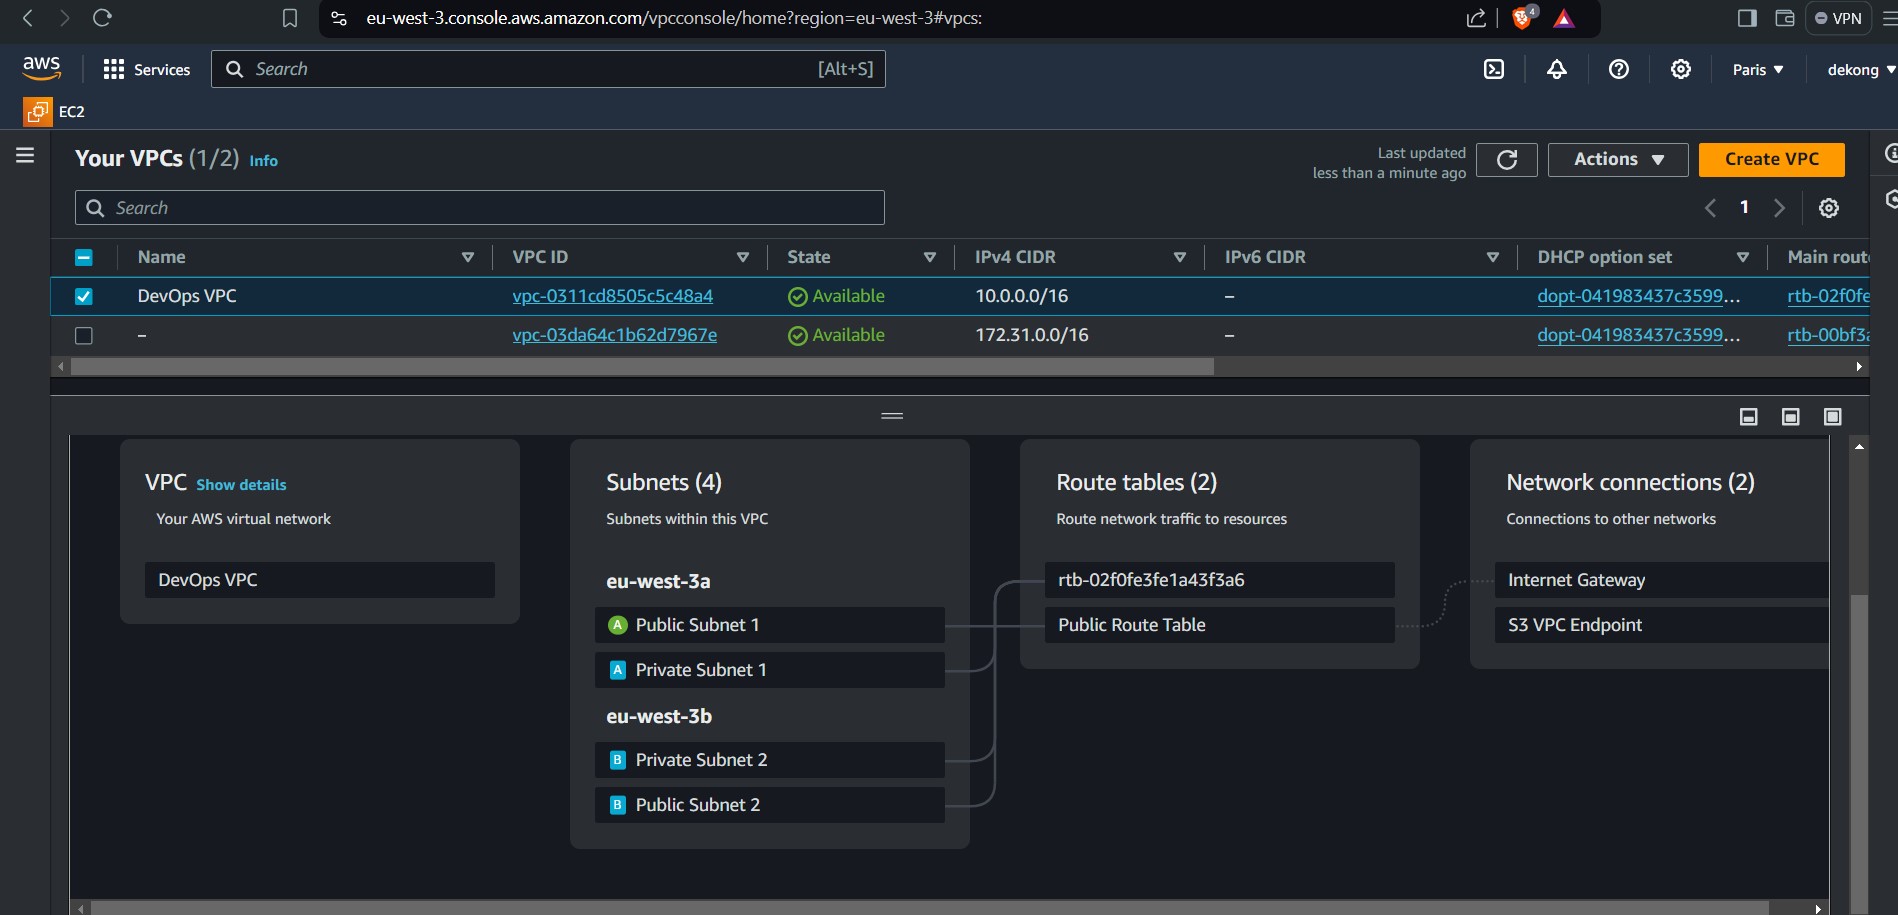 eu-west-3.console.aws.amazon.com/vpcconsole/home?region=eu-west-3#vpcs:
4
VPN
aws
Services
Search
[Alt+S]
Paris
dekong
EC2
Your VPCs (1/2) Info
Last updated
less than a minute ago
Actions
Create VPC
Search
1
Name
VPC ID
State
IPv4 CIDR
IPv6 CIDR
DHCP option set
Main rout
DevOps VPC
vpc-0311cd8505c5c48a4
Available
10.0.0.0/16
–
dopt-041983437c3599...
rtb-02f0fe
–
vpc-03da64c1b62d7967e
Available
172.31.0.0/16
–
dopt-041983437c3599...
rtb-00bf3a
VPC Show details
Your AWS virtual network
DevOps VPC
Subnets (4)
Subnets within this VPC
eu-west-3a
A Public Subnet 1
A Private Subnet 1
eu-west-3b
B Private Subnet 2
B Public Subnet 2
Route tables (2)
Route network traffic to resources
rtb-02f0fe3fe1a43f3a6
Public Route Table
Network connections (2)
Connections to other networks
Internet Gateway
S3 VPC Endpoint